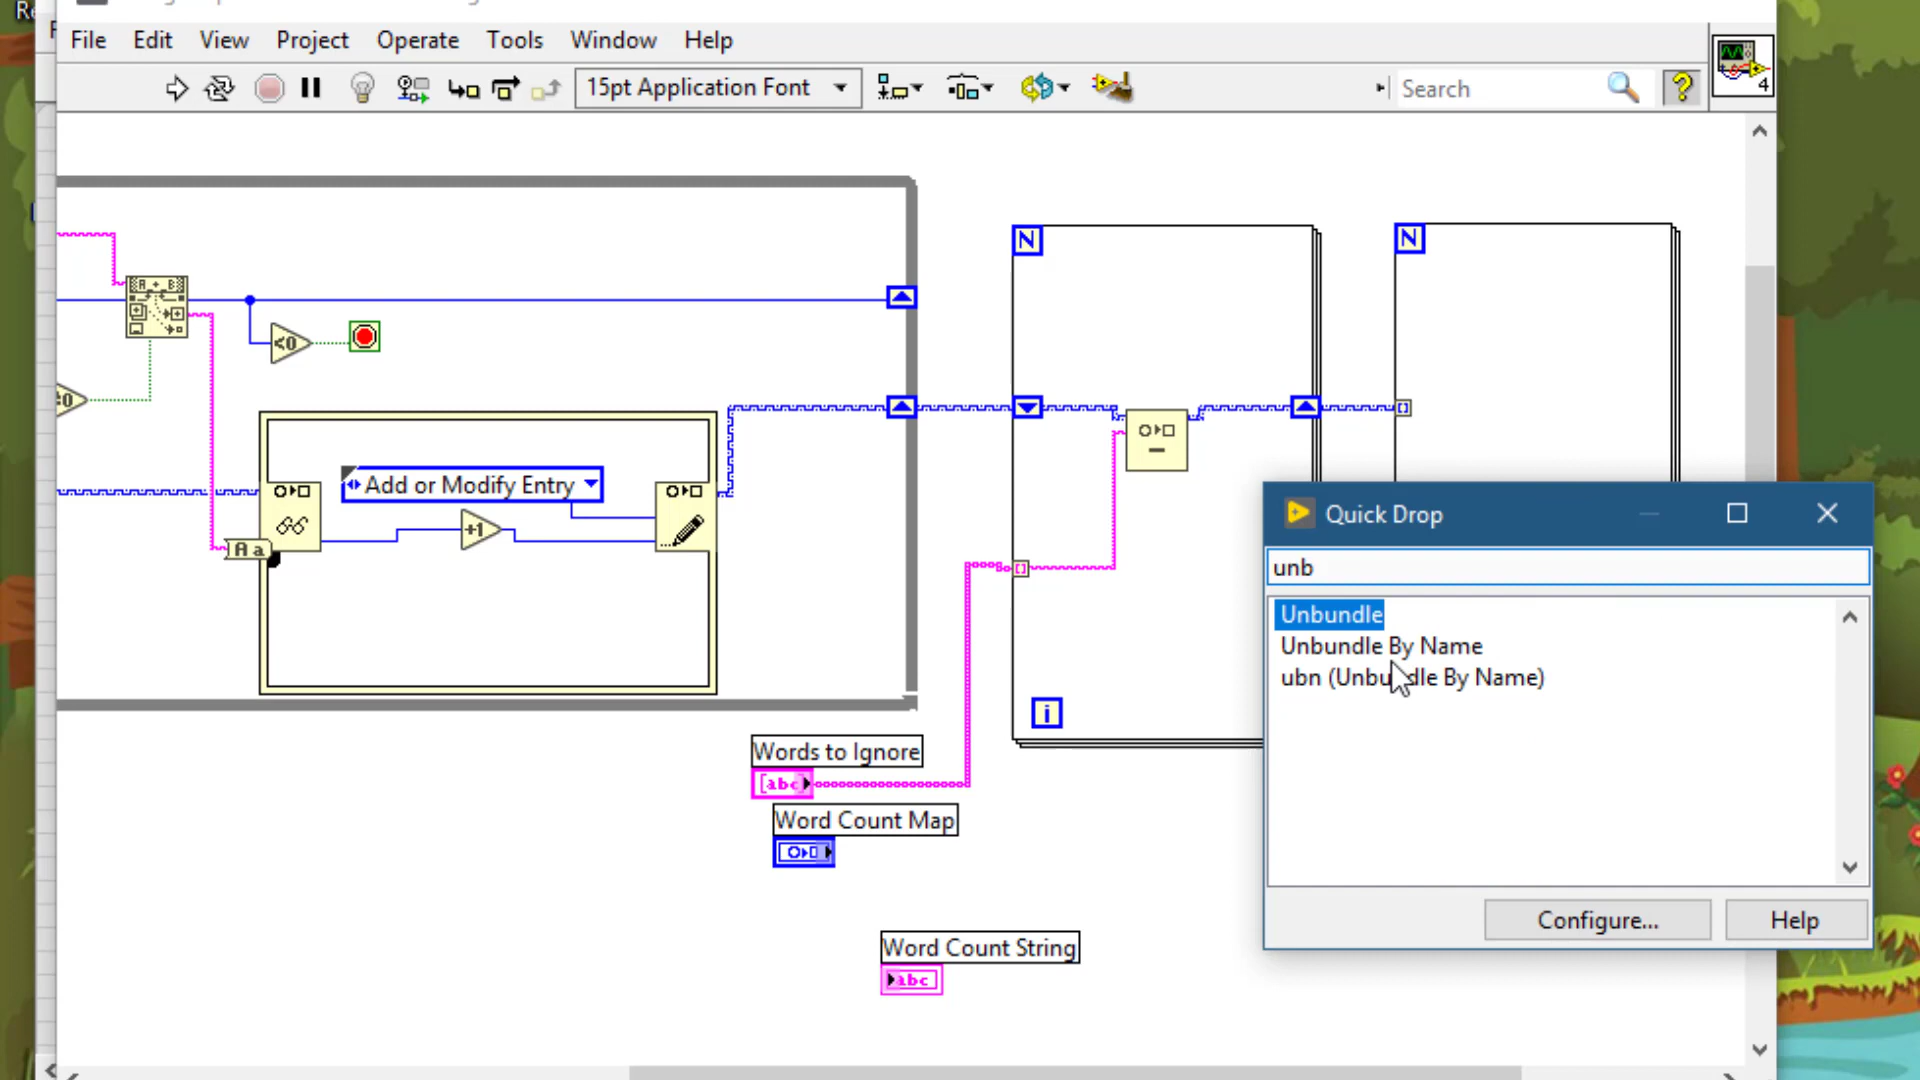 File Edit View Project Operate Tools Window Help
15pt Application Font
Search
4
N
N
A + B
<0
Add or Modify Entry
+1
A a
i
Words to Ignore
[abc]
Word Count Map
Word Count String
abc
Quick Drop
unb
Unbundle
Unbundle By Name
ubn (Unbundle By Name)
Configure...
Help